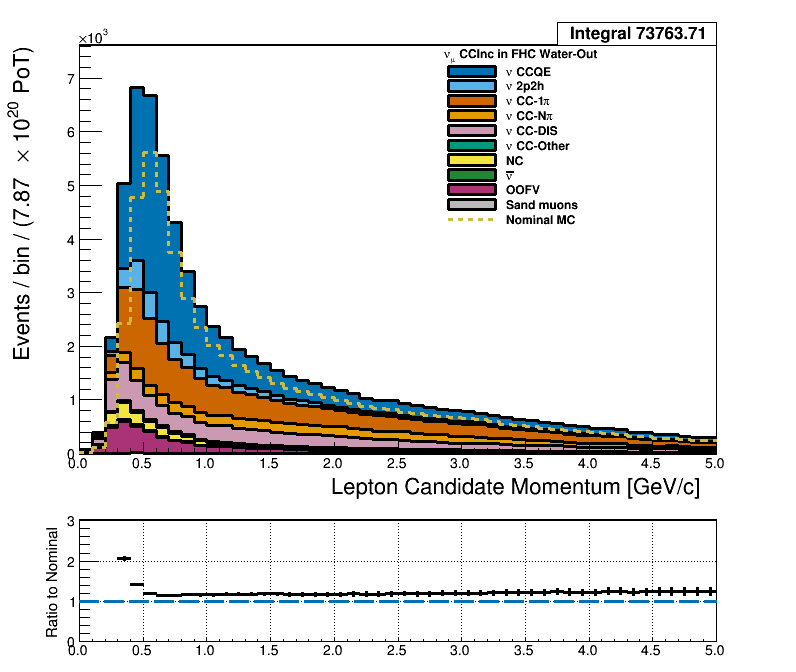 Integral 73763.71
×10³
ν_μ CCInc in FHC Water-Out
ν CCQE
ν 2p2h
ν CC-1π
ν CC-Nπ
ν CC-DIS
ν CC-Other
NC
ν̅
OOFV
Sand muons
Nominal MC
Events / bin / (7.87 × 10²⁰ PoT)
7
6
5
4
3
2
1
0
0.0 0.5 1.0 1.5 2.0 2.5 3.0 3.5 4.0 4.5 5.0
Lepton Candidate Momentum [GeV/c]
Ratio to Nominal
3
2
1
0
0.0 0.5 1.0 1.5 2.0 2.5 3.0 3.5 4.0 4.5 5.0